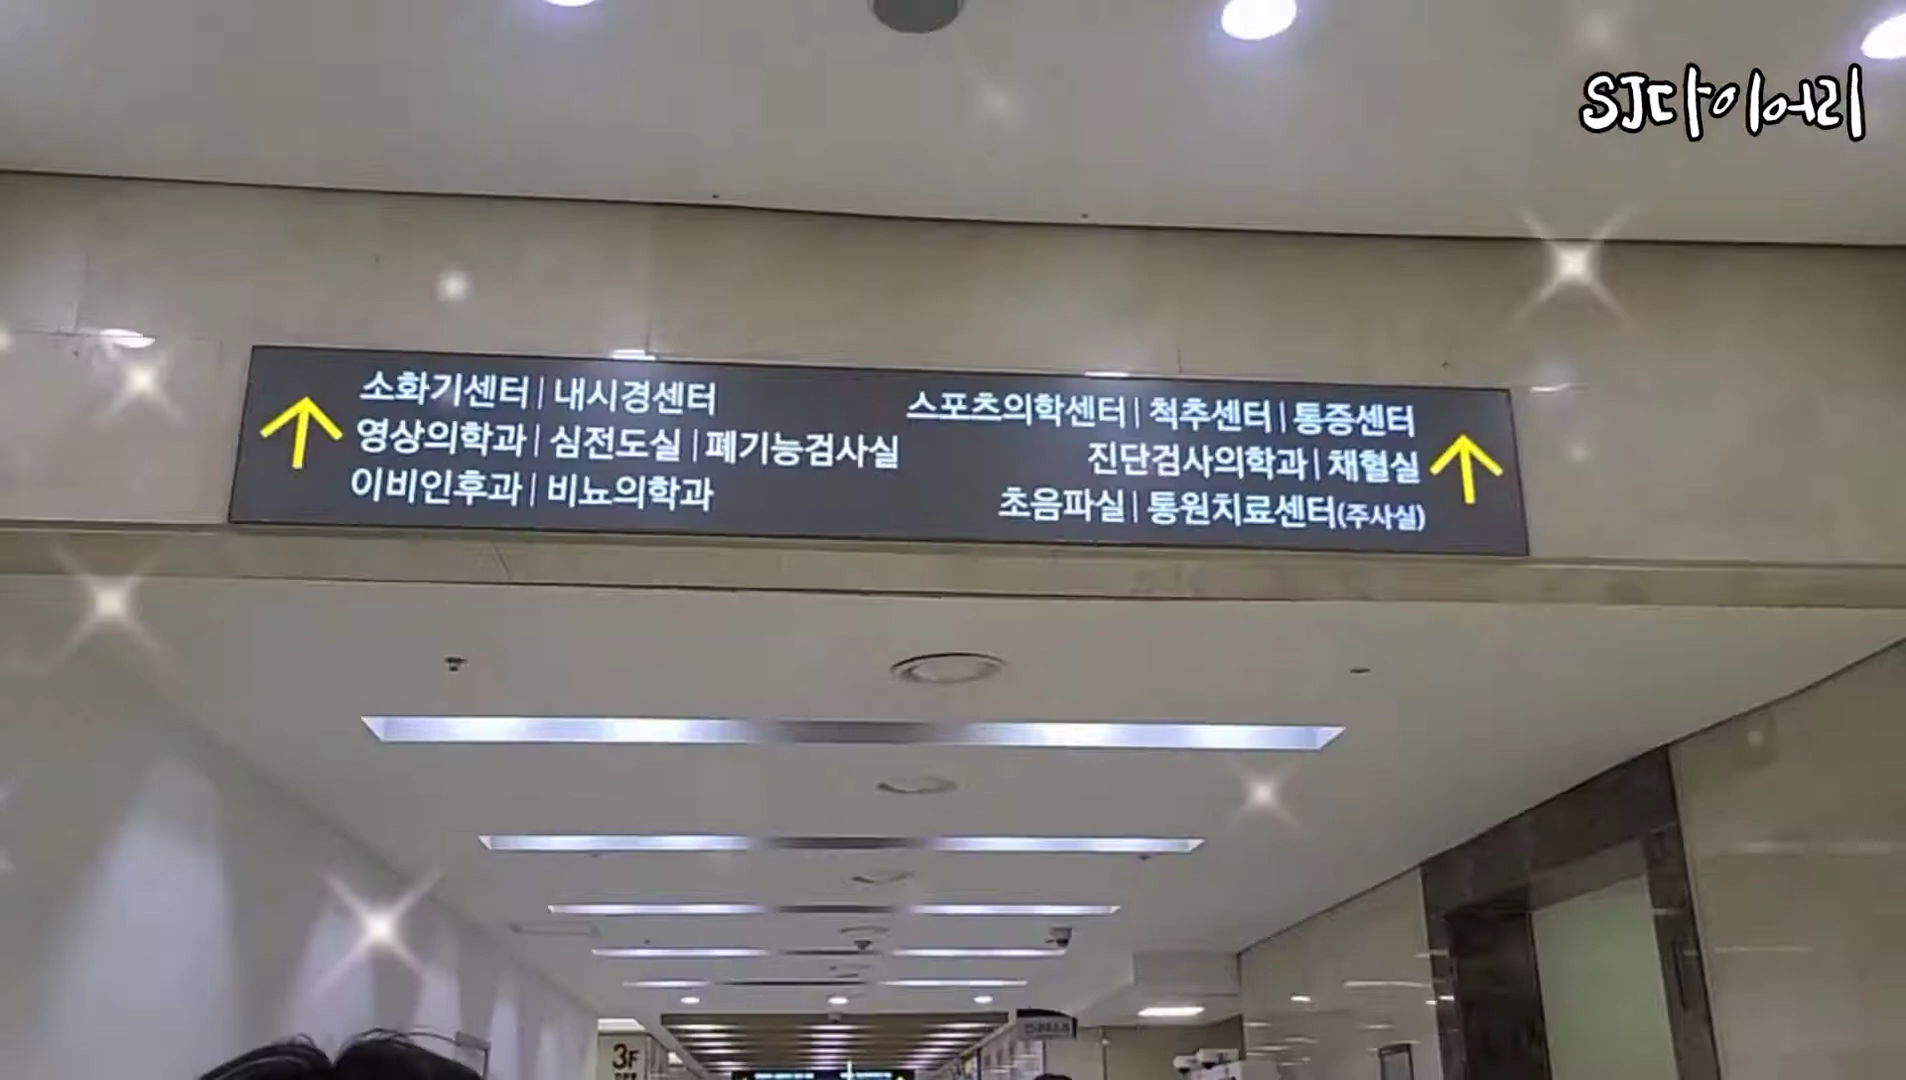 SJ다이어리
소화기센터 | 내시경센터
영상의학과 | 심전도실 | 폐기능검사실
이비인후과 | 비뇨의학과
스포츠의학센터 | 척추센터 | 통증센터
진단검사의학과 | 채혈실
초음파실 | 통원치료센터(주사실)
3F